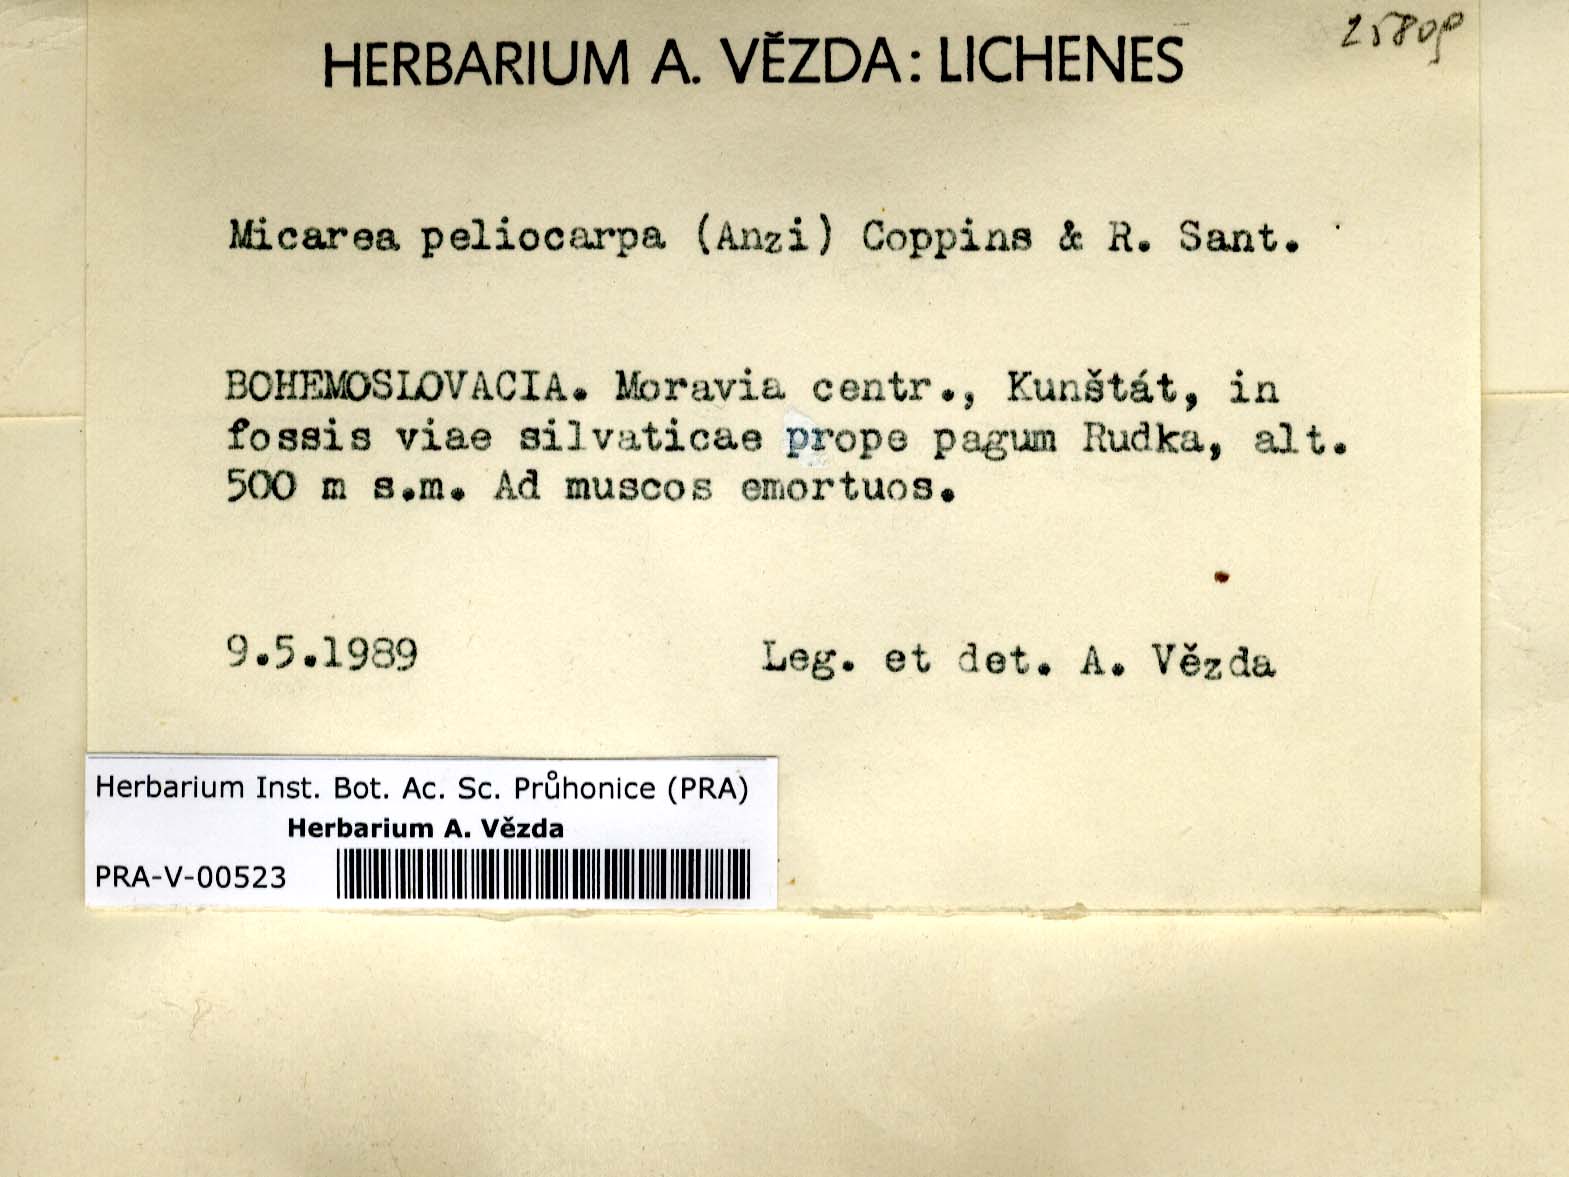 HERBARIUM A. VĚZDA: LICHENES
Micarea peliocarpa (Anzi) Coppins & R. Sant.
BOHEMOSLOVACIA. Moravia centr., Kunštát, in
fossis viae silvaticae prope pagum Rudka, alt.
500 m s.m. Ad muscos emortuos.
9.5.1989 Leg. et det. A. Vězda
Herbarium Inst. Bot. Ac. Sc. Průhonice (PRA)
Herbarium A. Vězda
PRA-V-00523